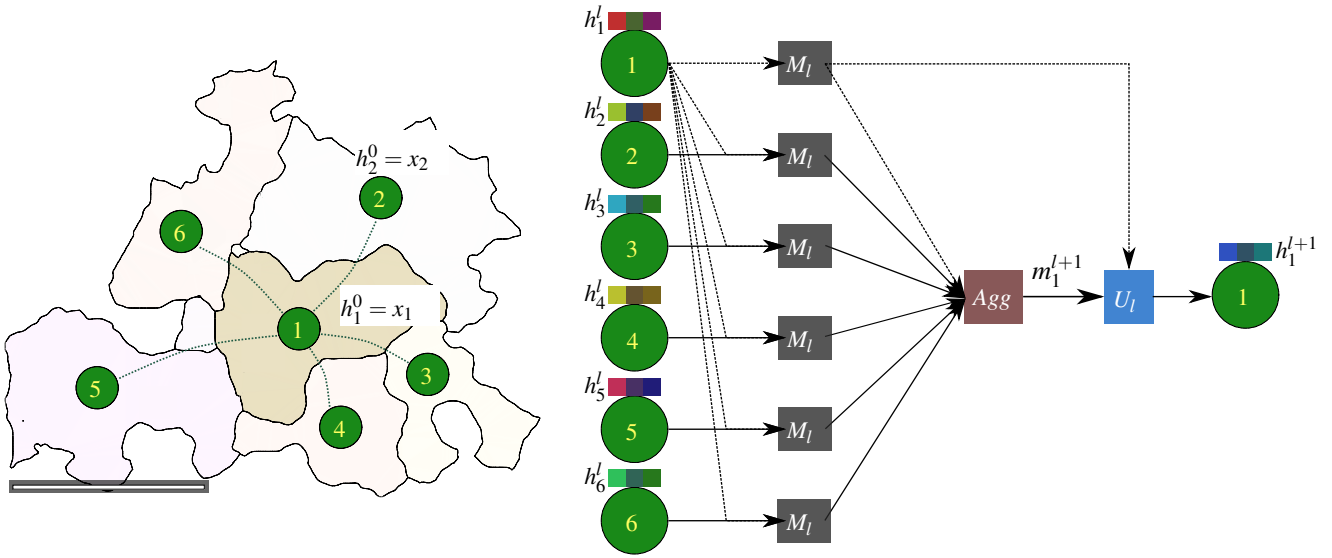 h_2^0 = x_2
2
6
h_1^0 = x_1
1
5
3
4
h_1^l
1
M_l
h_2^l
2
M_l
h_3^l
3
M_l
h_4^l
4
M_l
h_5^l
5
M_l
h_6^l
6
M_l
Agg
m_1^{l+1}
U_l
h_1^{l+1}
1